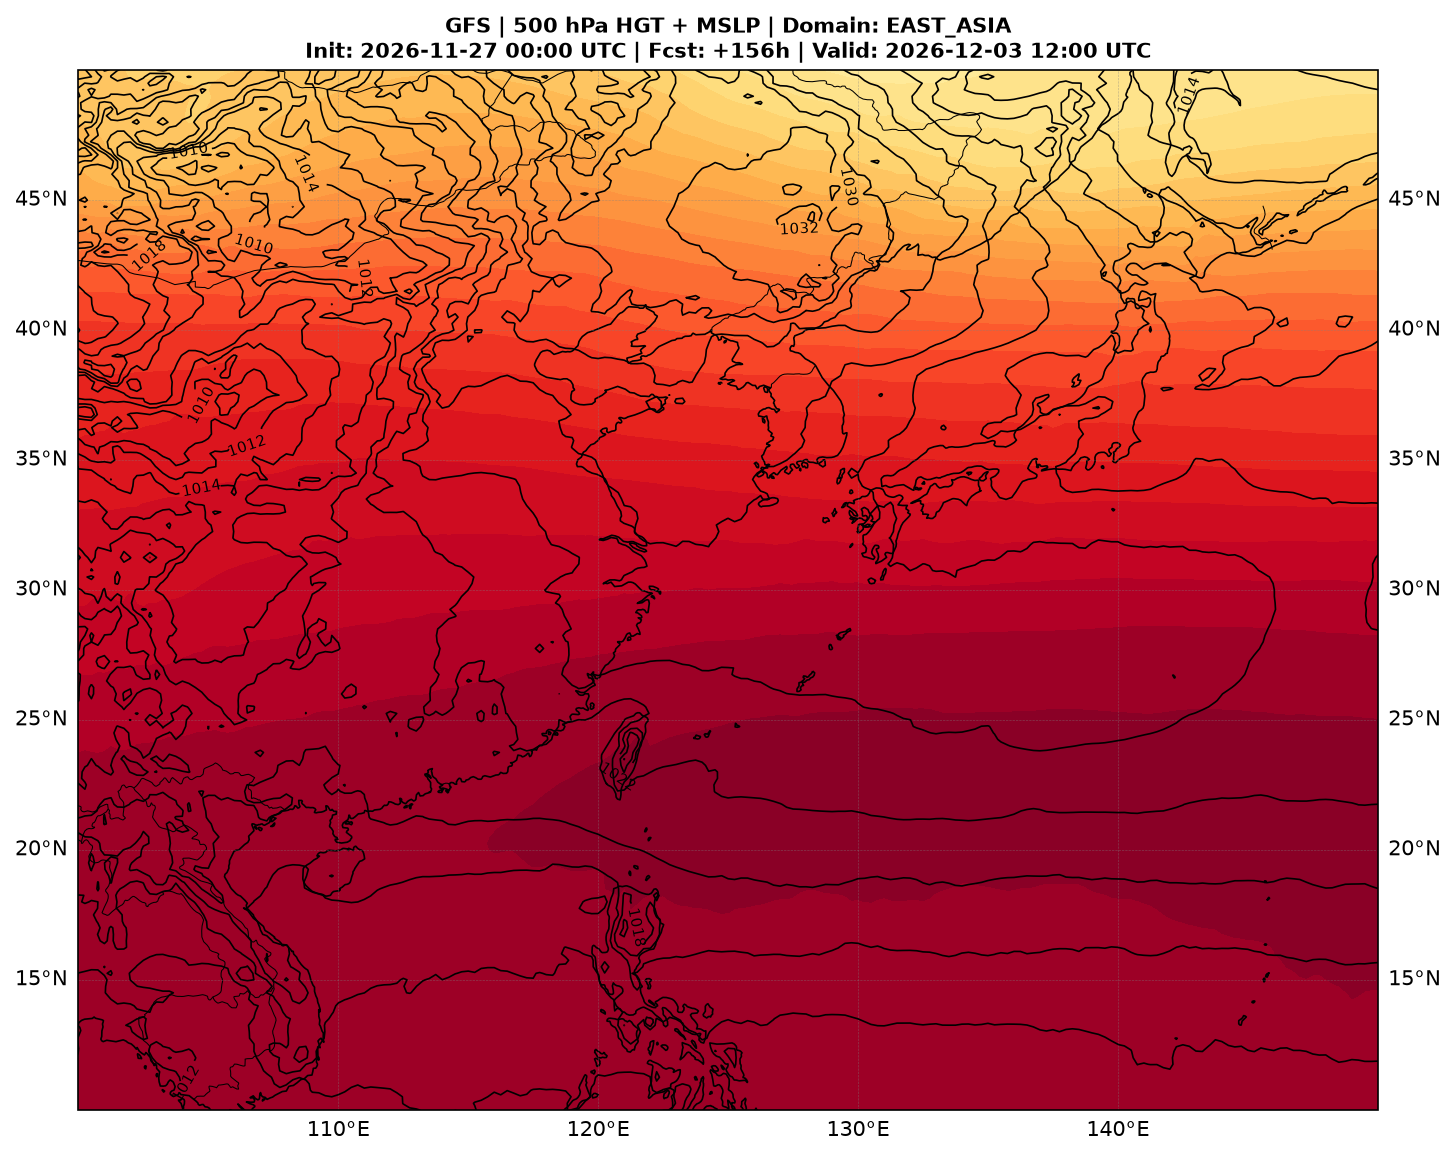 GFS | 500 hPa HGT + MSLP | Domain: EAST_ASIA
Init: 2026-11-27 00:00 UTC | Fcst: +156h | Valid: 2026-12-03 12:00 UTC
1014
1010
1014
1030
1032
1010
1018
1012
1010
1012
1014
1018
1012
45°N
45°N
40°N
40°N
35°N
35°N
30°N
30°N
25°N
25°N
20°N
20°N
15°N
15°N
110°E
120°E
130°E
140°E